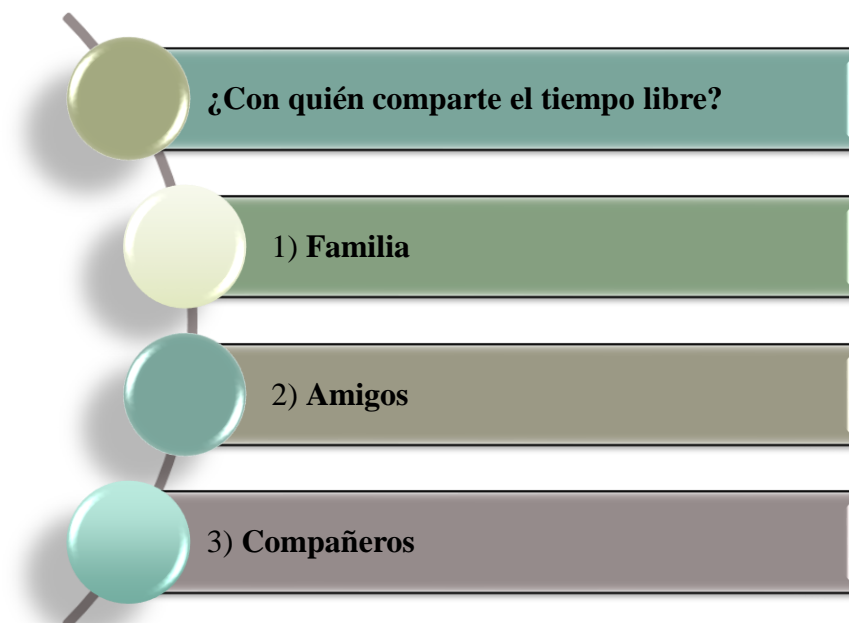 ¿Con quién comparte el tiempo libre?
1) Familia
2) Amigos
3) Compañeros